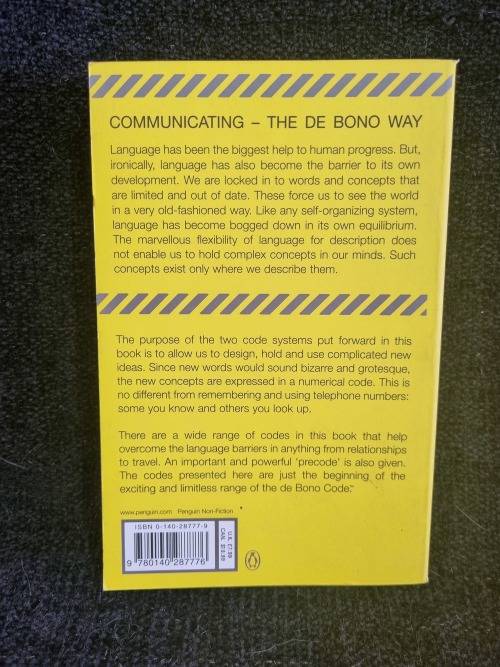 COMMUNICATING – THE DE BONO WAY
Language has been the biggest help to human progress. But,
ironically, language has also become the barrier to its own
development. We are locked in to words and concepts that
are limited and out of date. These force us to see the world
in a very old-fashioned way. Like any self-organizing system,
language has become bogged down in its own equilibrium.
The marvellous flexibility of language for description does
not enable us to hold complex concepts in our minds. Such
concepts exist only where we describe them.
The purpose of the two code systems put forward in this
book is to allow us to design, hold and use complicated new
ideas. Since new words would sound bizarre and grotesque,
the new concepts are expressed in a numerical code. This is
no different from remembering and using telephone numbers:
some you know and others you look up.
There are a wide range of codes in this book that help
overcome the language barriers in anything from relationships
to travel. An important and powerful 'precode' is also given.
The codes presented here are just the beginning of the
exciting and limitless range of the de Bono Code.™
www.penguin.com Penguin Non-Fiction
ISBN 0-140-28777-9
9 780140 287776
U.K. £7.99